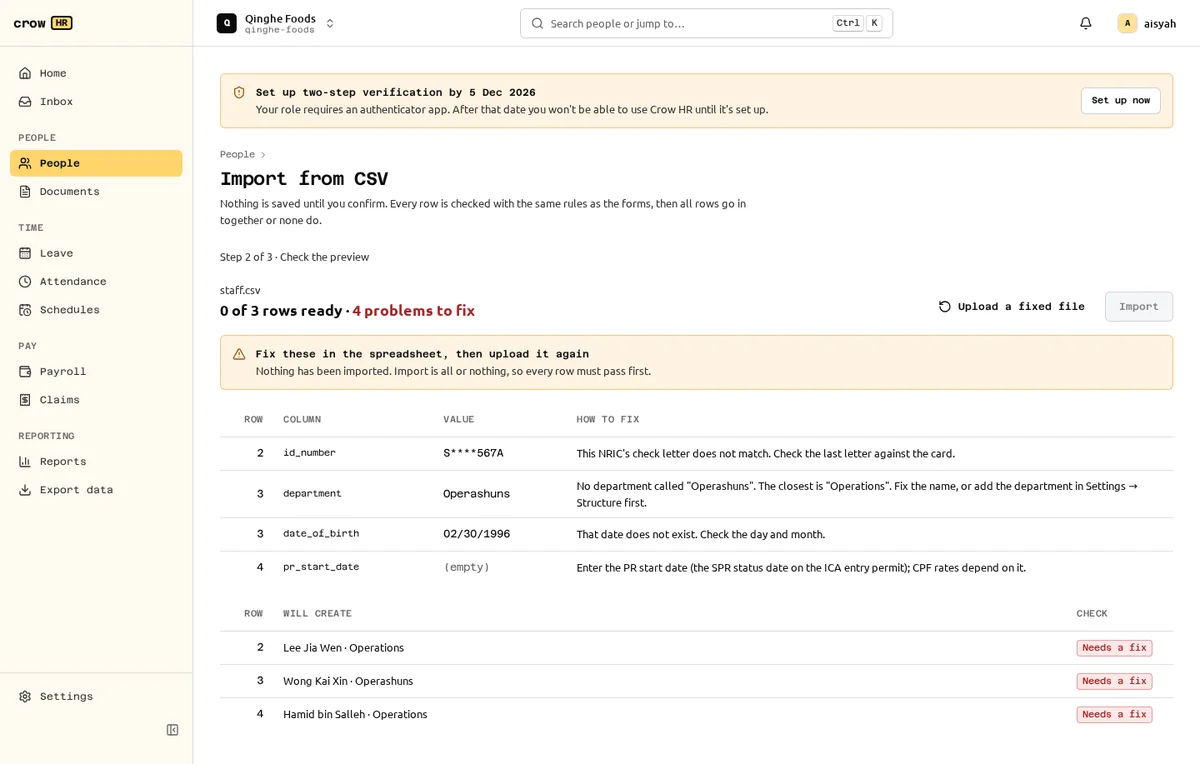 crow HR
Q
Qinghe Foods
qinghe-foods
Search people or jump to...
Ctrl K
A
aisyah
Home
Inbox
PEOPLE
People
Documents
TIME
Leave
Attendance
Schedules
PAY
Payroll
Claims
REPORTING
Reports
Export data
Settings
Set up two-step verification by 5 Dec 2026
Your role requires an authenticator app. After that date you won't be able to use Crow HR until it's set up.
Set up now
People
Import from CSV
Nothing is saved until you confirm. Every row is checked with the same rules as the forms, then all rows go in
together or none do.
Step 2 of 3 · Check the preview
staff.csv
0 of 3 rows ready · 4 problems to fix
Upload a fixed file
Import
Fix these in the spreadsheet, then upload it again
Nothing has been imported. Import is all or nothing, so every row must pass first.
ROW COLUMN VALUE HOW TO FIX
2 id_number S****567A This NRIC's check letter does not match. Check the last letter against the card.
3 department Operashuns No department called "Operashuns". The closest is "Operations". Fix the name, or add the department in Settings →
Structure first.
3 date_of_birth 02/30/1996 That date does not exist. Check the day and month.
4 pr_start_date (empty) Enter the PR start date (the SPR status date on the ICA entry permit); CPF rates depend on it.
ROW WILL CREATE CHECK
2 Lee Jia Wen · Operations Needs a fix
3 Wong Kai Xin · Operashuns Needs a fix
4 Hamid bin Salleh · Operations Needs a fix